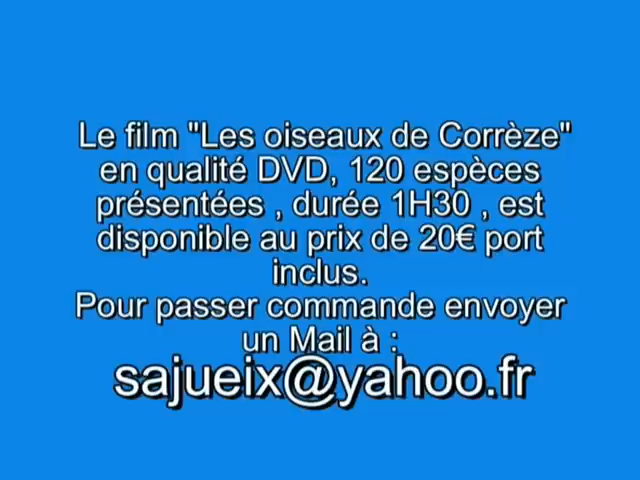 Le film "Les oiseaux de Corrèze"
en qualité DVD, 120 espèces
présentées , durée 1H30 , est
disponible au prix de 20€ port
inclus.
Pour passer commande envoyer
un Mail à :
sajueix@yahoo.fr